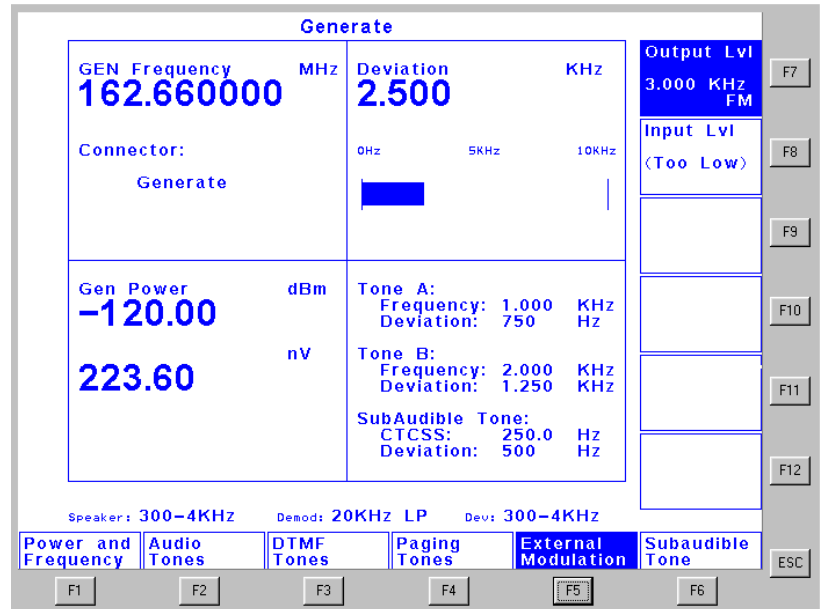 Generate
GEN Frequency MHz
162.660000
Connector:
Generate
Deviation KHz
2.500
0Hz 5KHz 10KHz
Gen Power dBm
−120.00
nV
223.60
Tone A:
Frequency: 1.000 KHz
Deviation: 750 Hz
Tone B:
Frequency: 2.000 KHz
Deviation: 1.250 KHz
SubAudible Tone:
CTCSS: 250.0 Hz
Deviation: 500 Hz
Output Lvl
3.000 KHz
FM
Input Lvl
(Too Low)
F7
F8
F9
F10
F11
F12
ESC
Speaker: 300−4KHz Demod: 20KHz LP Dev: 300−4KHz
Power and Frequency
Audio Tones
DTMF Tones
Paging Tones
External Modulation
Subaudible Tone
F1 F2 F3 F4 F5 F6